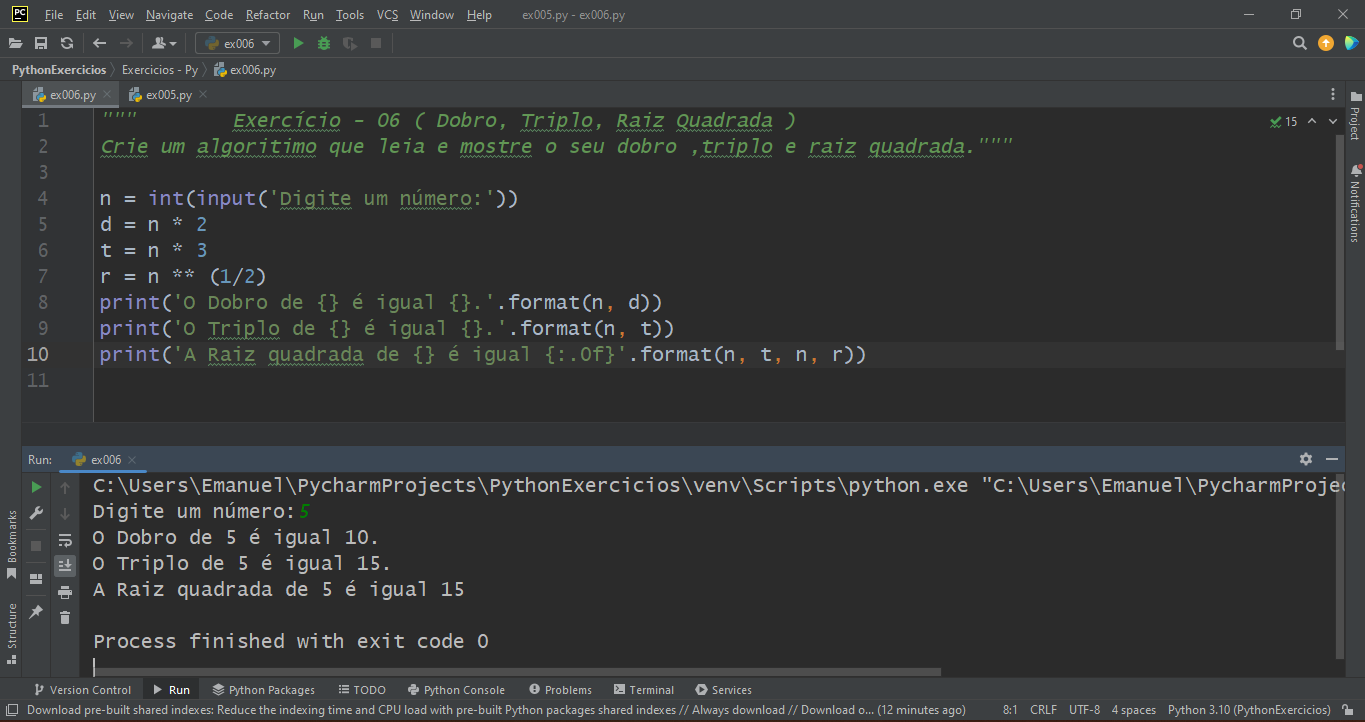 PC File Edit View Navigate Code Refactor Run Tools VCS Window Help ex005.py - ex006.py
ex006
PythonExercicios Exercicios - Py ex006.py
ex006.py ex005.py
1 """        Exercício - 06 ( Dobro, Triplo, Raiz Quadrada )
15
2 Crie um algoritimo que leia e mostre o seu dobro ,triplo e raiz quadrada."""
3
4 n = int(input('Digite um número:'))
5 d = n * 2
6 t = n * 3
7 r = n ** (1/2)
8 print('O Dobro de {} é igual {}.'.format(n, d))
9 print('O Triplo de {} é igual {}.'.format(n, t))
10 print('A Raiz quadrada de {} é igual {:.0f}'.format(n, t, n, r))
11
Project
Notifications
Run: ex006
C:\Users\Emanuel\PycharmProjects\PythonExercicios\venv\Scripts\python.exe "C:\Users\Emanuel\PycharmProjec
Digite um número:5
O Dobro de 5 é igual 10.
O Triplo de 5 é igual 15.
A Raiz quadrada de 5 é igual 15
Process finished with exit code 0
Bookmarks
Structure
Version Control Run Python Packages TODO Python Console Problems Terminal Services
Download pre-built shared indexes: Reduce the indexing time and CPU load with pre-built Python packages shared indexes // Always download // Download o... (12 minutes ago) 8:1 CRLF UTF-8 4 spaces Python 3.10 (PythonExercicios)